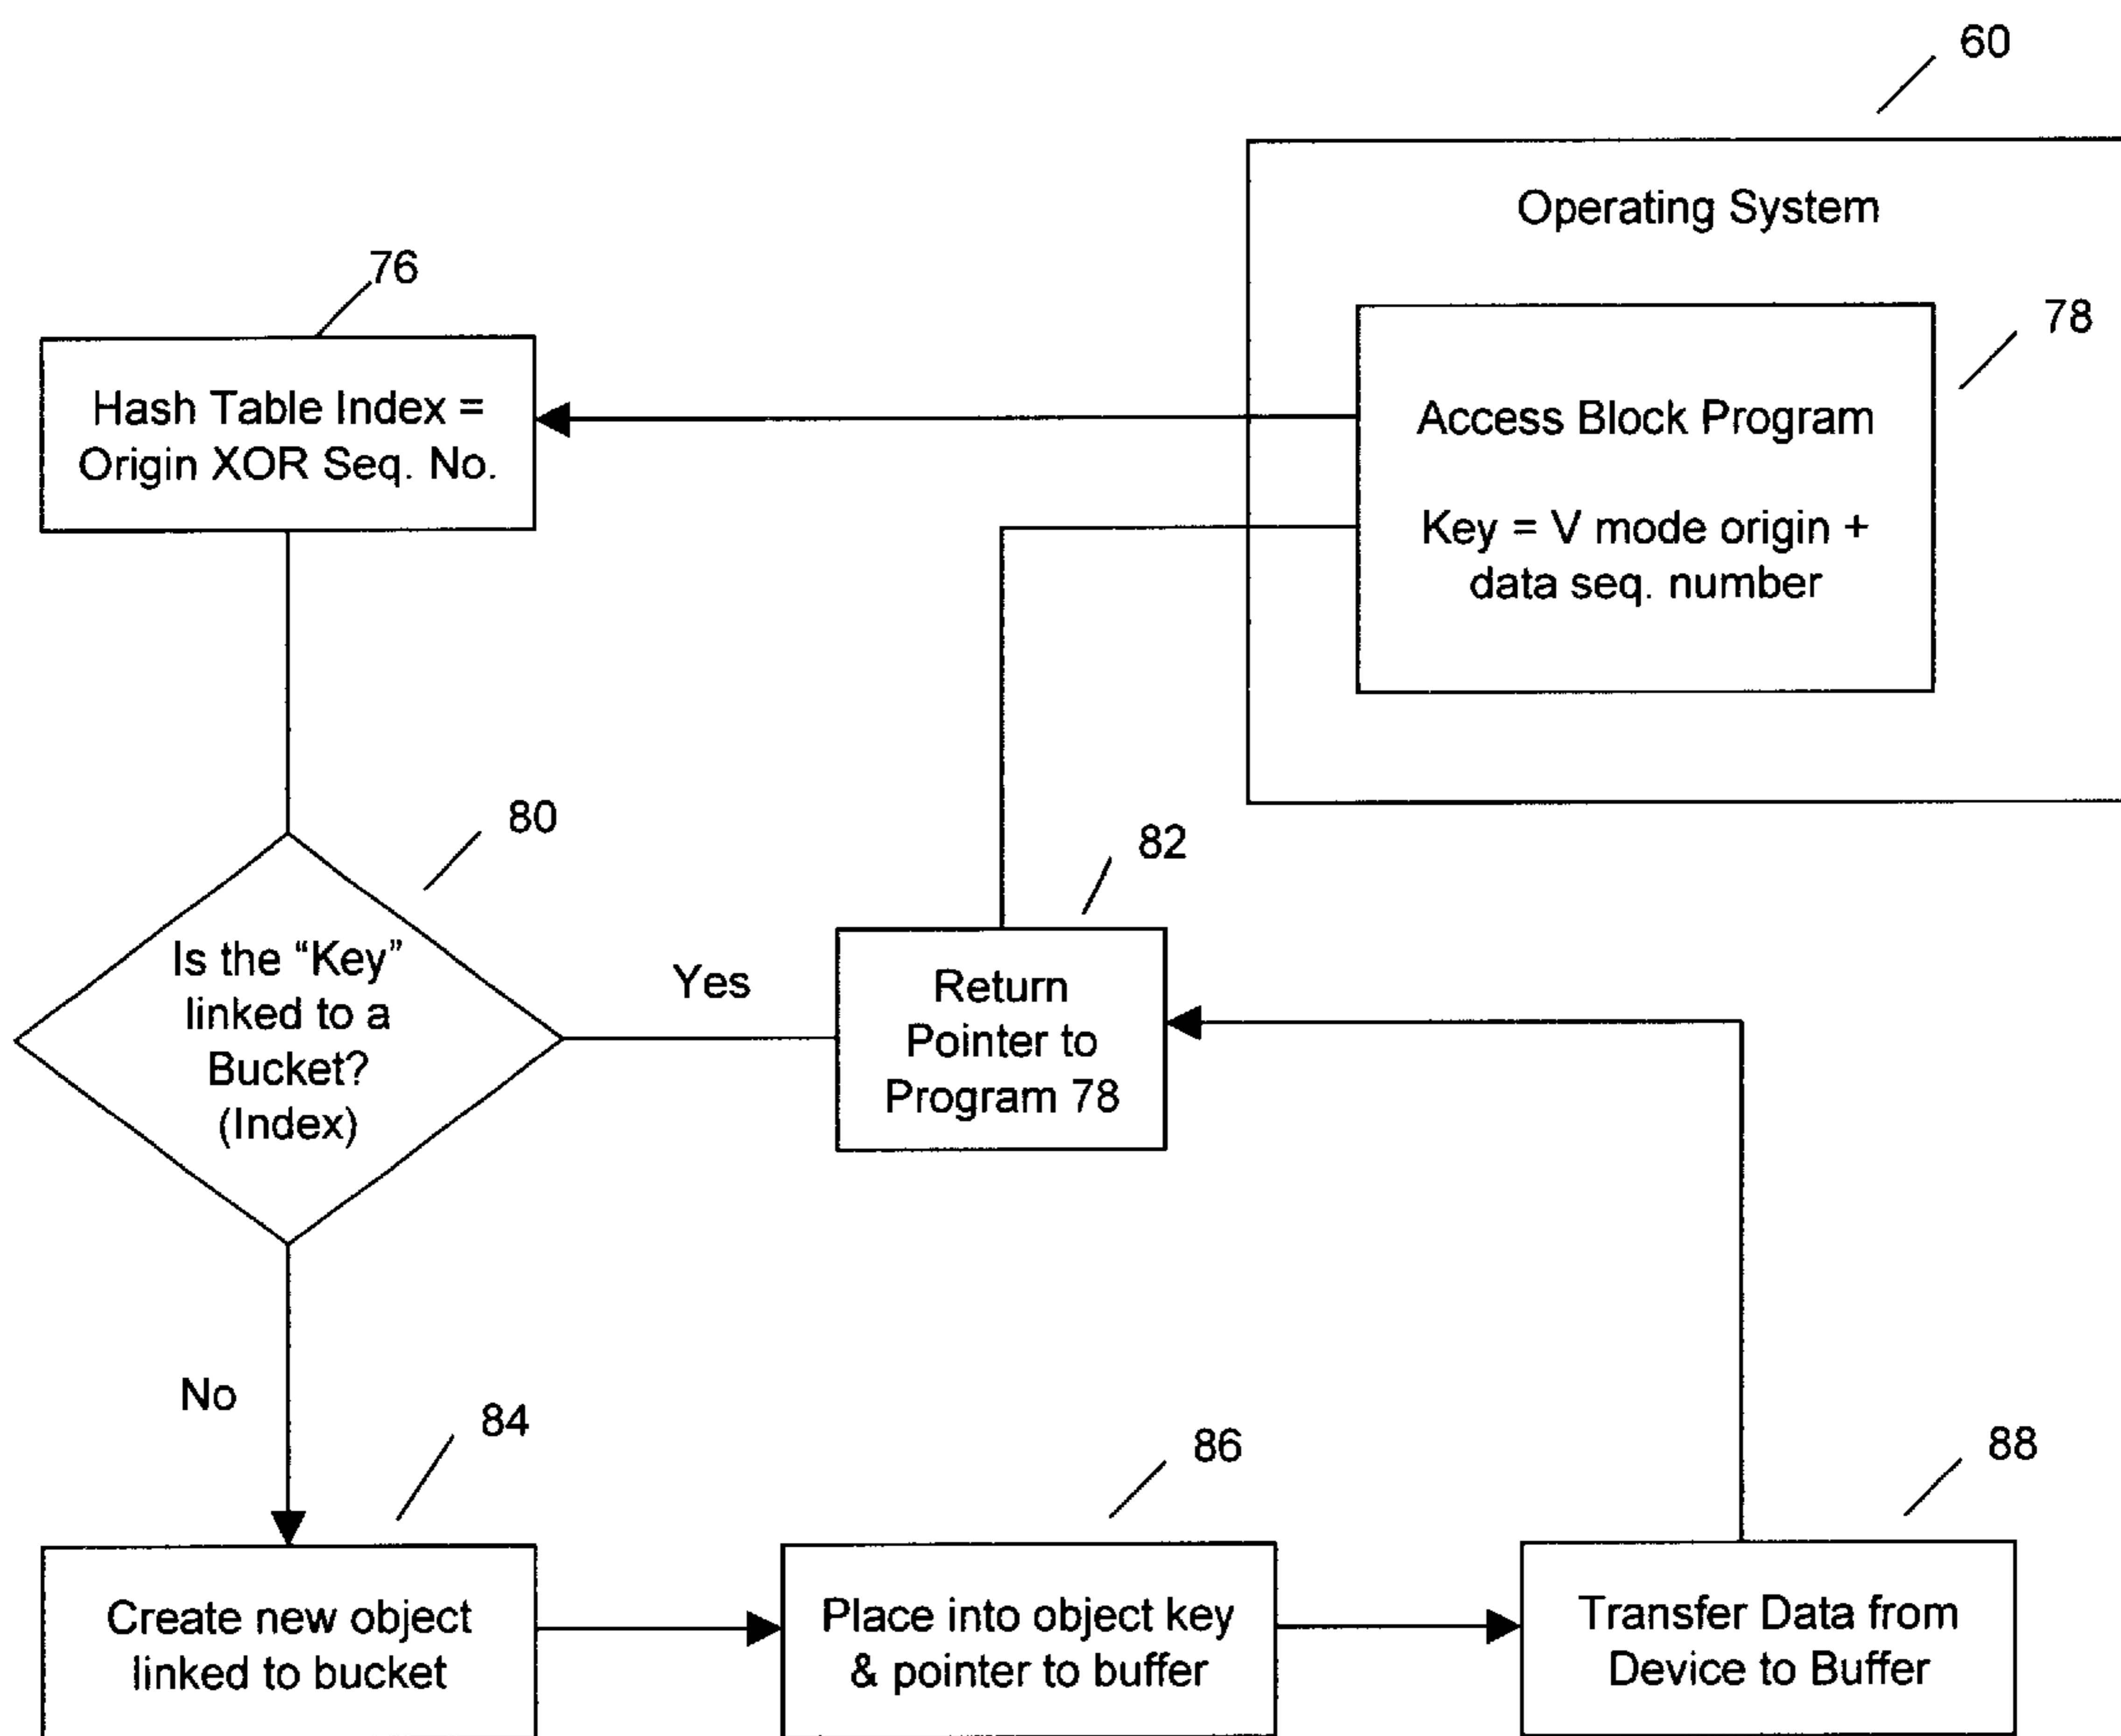 60
Operating System
76
78
Hash Table Index =
Origin XOR Seq. No.
Access Block Program
Key = V mode origin +
data seq. number
80
82
Is the “Key”
linked to a
Bucket?
(Index)
Yes
Return
Pointer to
Program 78
No
84
86
88
Create new object
linked to bucket
Place into object key
& pointer to buffer
Transfer Data from
Device to Buffer